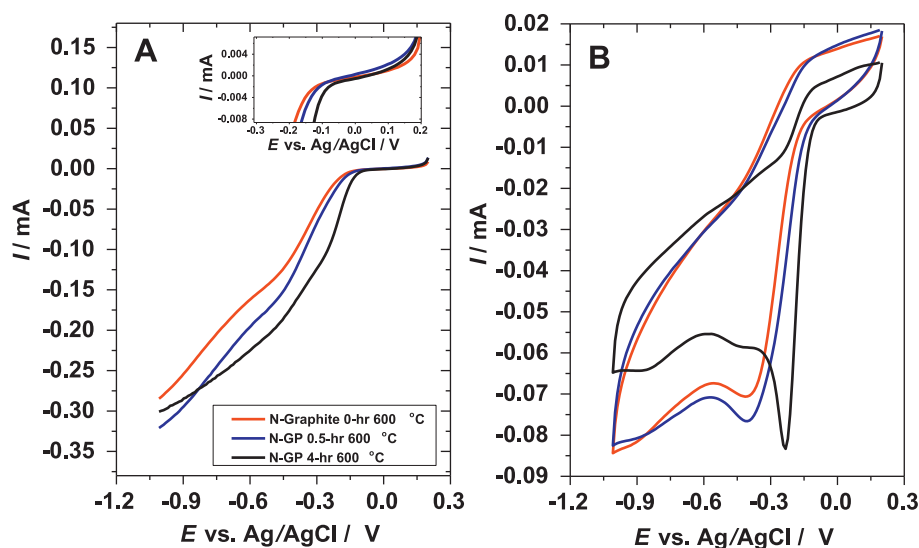 A
0.15
0.10
0.05
0.00
-0.05
-0.10
-0.15
-0.20
-0.25
-0.30
-0.35
I / mA
-1.2 -0.9 -0.6 -0.3 0.0 0.3
E vs. Ag/AgCl / V
0.004
0.000
-0.004
-0.008
I / mA
-0.3 -0.2 -0.1 0.0 0.1 0.2
E vs. Ag/AgCl / V
N-Graphite 0-hr 600 °C
N-GP 0.5-hr 600 °C
N-GP 4-hr 600 °C
B
0.02
0.01
0.00
-0.01
-0.02
-0.03
-0.04
-0.05
-0.06
-0.07
-0.08
-0.09
I / mA
-1.2 -0.9 -0.6 -0.3 0.0 0.3
E vs. Ag/AgCl / V